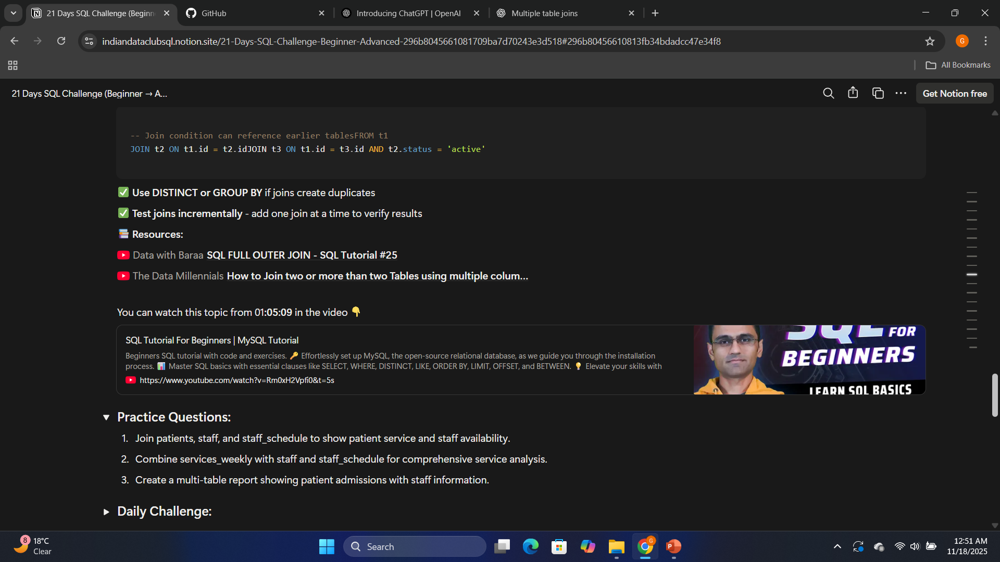 21 Days SQL Challenge (Beginn
GitHub
Introducing ChatGPT | OpenAI
Multiple table joins
indiandataclubsql.notion.site/21-Days-SQL-Challenge-Beginner-Advanced-296b8045661081709ba7d70243e3d518#296b80456610813fb34bdadcc47e34f8
G
All Bookmarks
21 Days SQL Challenge (Beginner → A...
Get Notion free
-- Join condition can reference earlier tablesFROM t1
JOIN t2 ON t1.id = t2.idJOIN t3 ON t1.id = t3.id AND t2.status = 'active'
✅ Use DISTINCT or GROUP BY if joins create duplicates
✅ Test joins incrementally - add one join at a time to verify results
📚 Resources:
Data with Baraa SQL FULL OUTER JOIN - SQL Tutorial #25
The Data Millennials How to Join two or more than two Tables using multiple colum...
You can watch this topic from 01:05:09 in the video 👇
SQL Tutorial For Beginners | MySQL Tutorial
Beginners SQL tutorial with code and exercises. 🔑 Effortlessly set up MySQL, the open-source relational database, as we guide you through the installation
process. 📊 Master SQL basics with essential clauses like SELECT, WHERE, DISTINCT, LIKE, ORDER BY, LIMIT, OFFSET, and BETWEEN. 💡 Elevate your skills with
https://www.youtube.com/watch?v=Rm0xH2Vpfi0&t=5s
SQL FOR
BEGINNERS
LEARN SQL BASICS
Practice Questions:
1. Join patients, staff, and staff_schedule to show patient service and staff availability.
2. Combine services_weekly with staff and staff_schedule for comprehensive service analysis.
3. Create a multi-table report showing patient admissions with staff information.
Daily Challenge:
8
18°C
Clear
Search
G
P
12:51 AM
11/18/2025